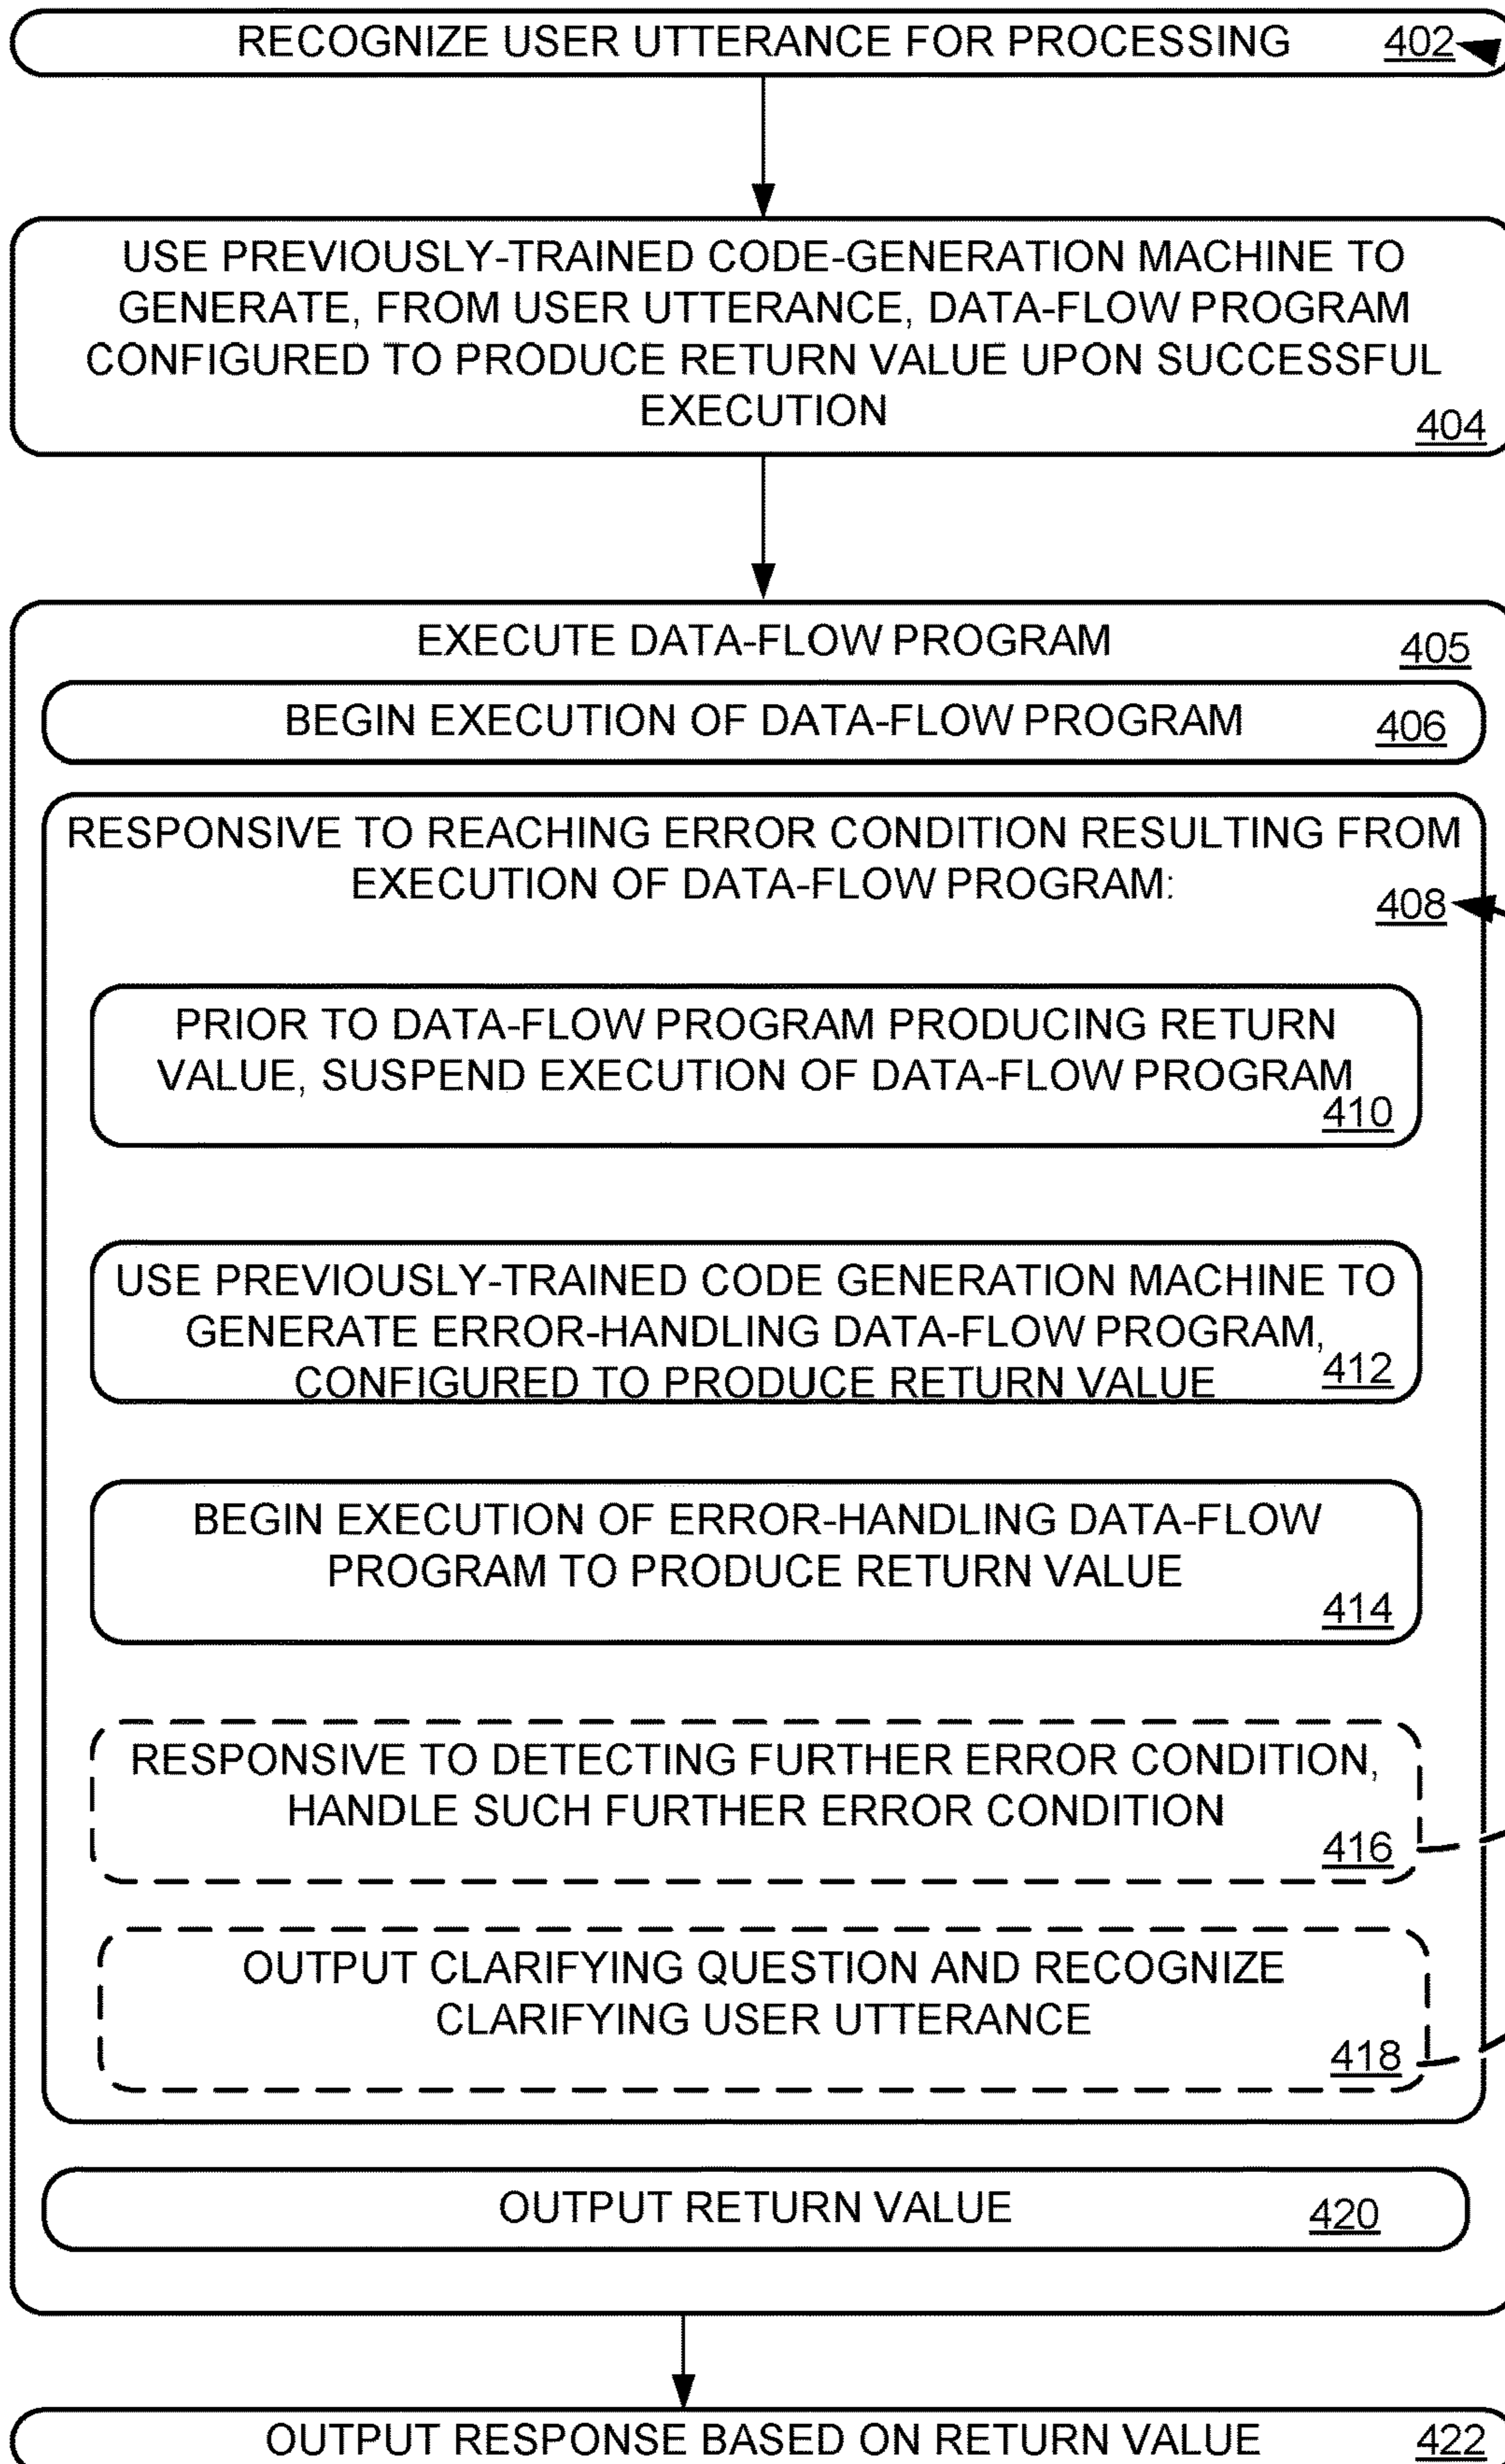 RECOGNIZE USER UTTERANCE FOR PROCESSING 402
USE PREVIOUSLY-TRAINED CODE-GENERATION MACHINE TO
GENERATE, FROM USER UTTERANCE, DATA-FLOW PROGRAM
CONFIGURED TO PRODUCE RETURN VALUE UPON SUCCESSFUL
EXECUTION
404
EXECUTE DATA-FLOW PROGRAM 405
BEGIN EXECUTION OF DATA-FLOW PROGRAM 406
RESPONSIVE TO REACHING ERROR CONDITION RESULTING FROM
EXECUTION OF DATA-FLOW PROGRAM:
408
PRIOR TO DATA-FLOW PROGRAM PRODUCING RETURN
VALUE, SUSPEND EXECUTION OF DATA-FLOW PROGRAM
410
USE PREVIOUSLY-TRAINED CODE GENERATION MACHINE TO
GENERATE ERROR-HANDLING DATA-FLOW PROGRAM,
CONFIGURED TO PRODUCE RETURN VALUE 412
BEGIN EXECUTION OF ERROR-HANDLING DATA-FLOW
PROGRAM TO PRODUCE RETURN VALUE
414
RESPONSIVE TO DETECTING FURTHER ERROR CONDITION,
HANDLE SUCH FURTHER ERROR CONDITION
416
OUTPUT CLARIFYING QUESTION AND RECOGNIZE
CLARIFYING USER UTTERANCE
418
OUTPUT RETURN VALUE 420
OUTPUT RESPONSE BASED ON RETURN VALUE 422